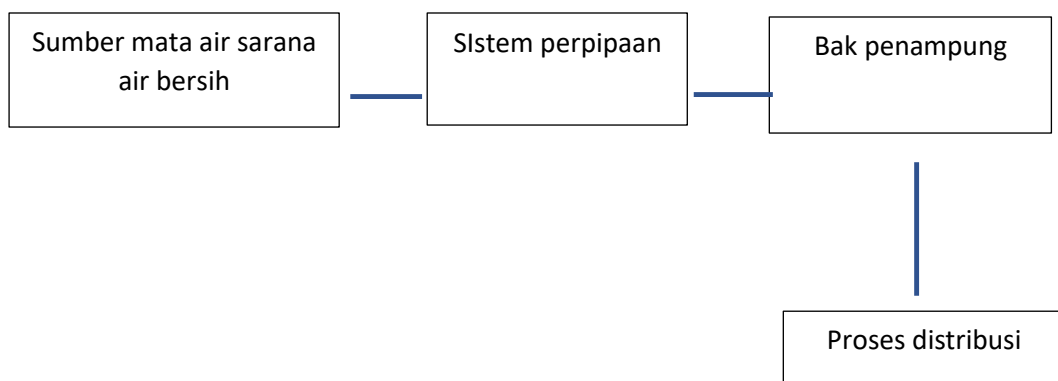 Sumber mata air sarana
air bersih
SIstem perpipaan
Bak penampung
Proses distribusi